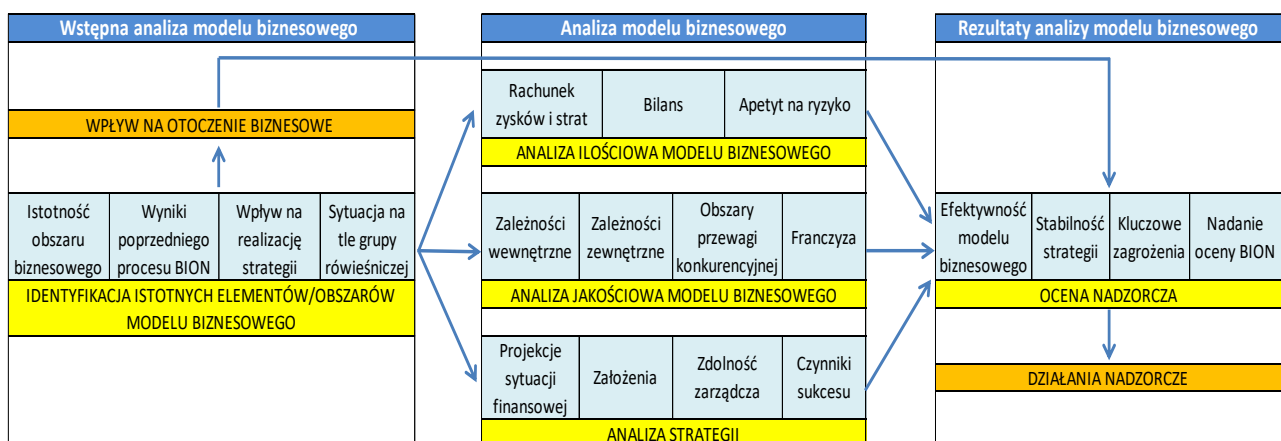 Wstępna analiza modelu biznesowego
WPŁYW NA OTOCZENIE BIZNESOWE
Istotność
obszaru
biznesowego
Wyniki
poprzedniego
procesu BION
Wpływ na
realizację
strategii
Sytuacja na
tle grupy
rówieśniczej
IDENTYFIKACJA ISTOTNYCH ELEMENTÓW/OBSZARÓW
MODELU BIZNESOWEGO
Analiza modelu biznesowego
Rachunek
zysków i strat
Bilans
Apetyt na ryzyko
ANALIZA ILOŚCIOWA MODELU BIZNESOWEGO
Zależności
wewnętrzne
Zależności
zewnętrzne
Obszary
przewagi
konkurencyjnej
Franczyza
ANALIZA JAKOŚCIOWA MODELU BIZNESOWEGO
Projekcje
sytuacji
finansowej
Założenia
Zdolność
zarządcza
Czynniki
sukcesu
ANALIZA STRATEGII
Rezultaty analizy modelu biznesowego
Efektywność
modelu
biznesowego
Stabilność
strategii
Kluczowe
zagrożenia
Nadanie
oceny BION
OCENA NADZORCZA
DZIAŁANIA NADZORCZE